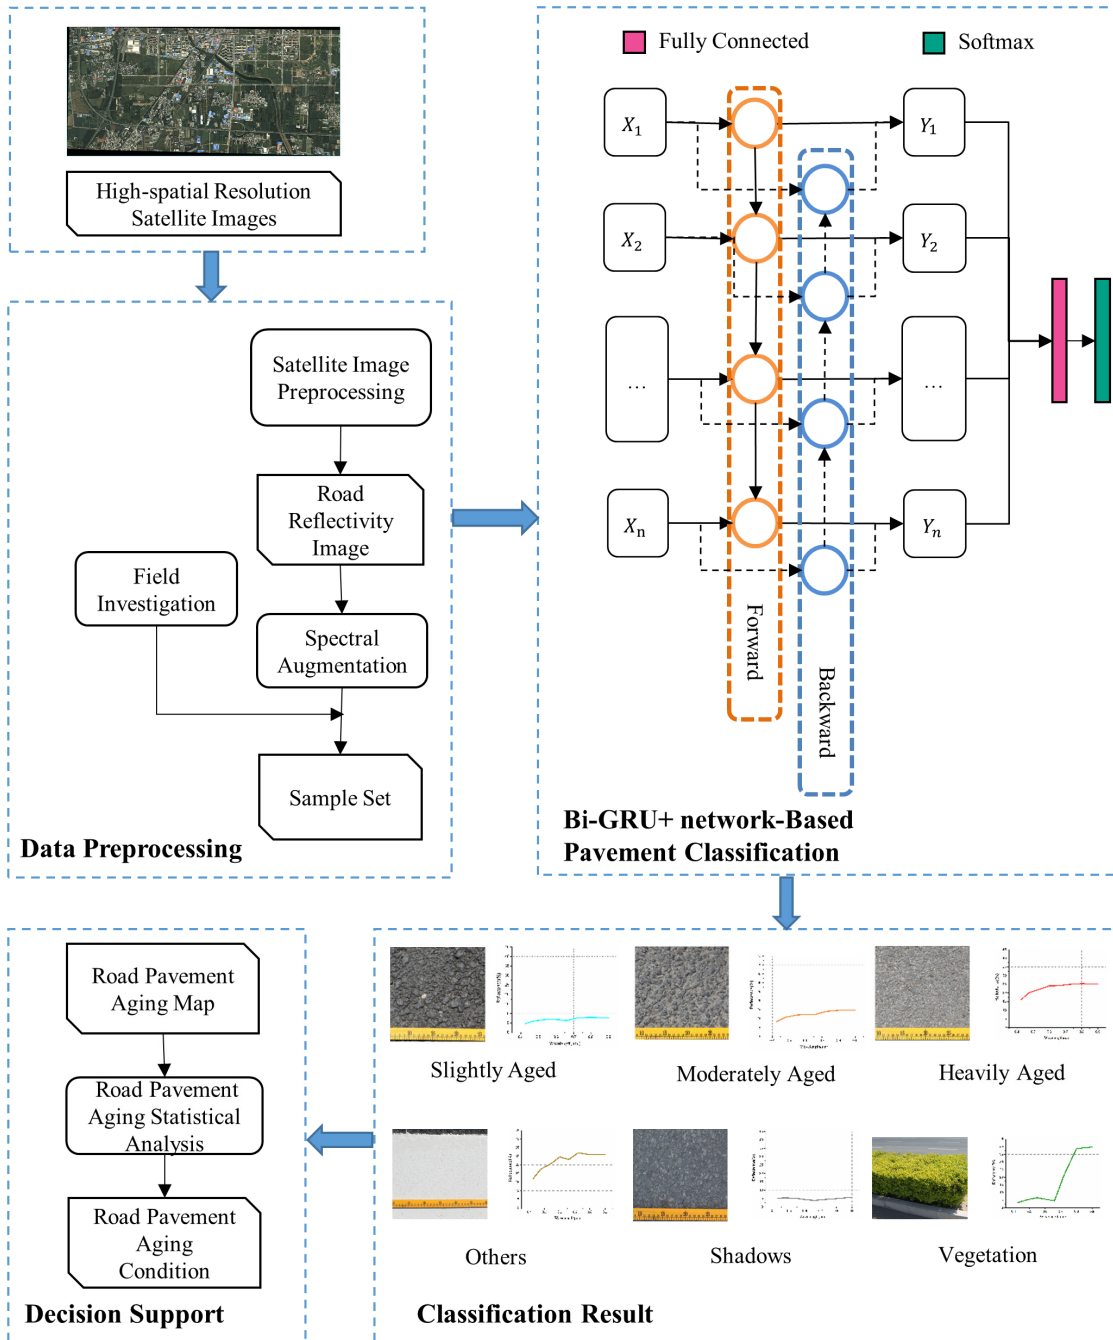 High-spatial Resolution
Satellite Images
Satellite Image
Preprocessing
Road
Reflectivity
Image
Field
Investigation
Spectral
Augmentation
Sample Set
Data Preprocessing
Fully Connected
Softmax
X₁
Y₁
X₂
Y₂
...
...
Xₙ
Yₙ
Forward
Backward
Bi-GRU+ network-Based
Pavement Classification
Slightly Aged
Moderately Aged
Heavily Aged
Others
Shadows
Vegetation
Classification Result
Road Pavement
Aging Map
Road Pavement
Aging Statistical
Analysis
Road Pavement
Aging
Condition
Decision Support